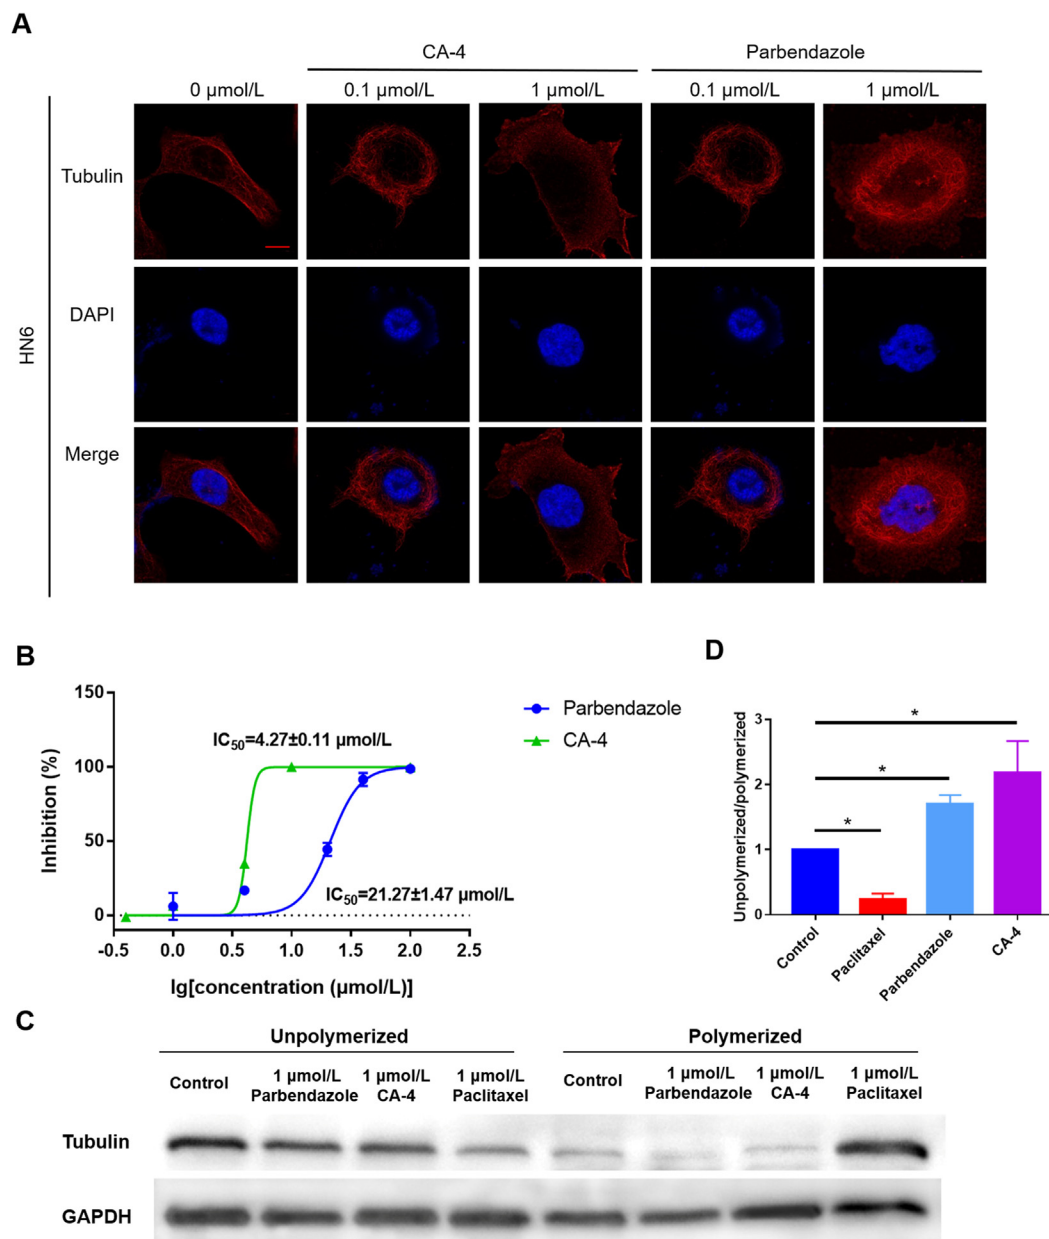 A
CA-4
Parbendazole
0 μmol/L
0.1 μmol/L
1 μmol/L
0.1 μmol/L
1 μmol/L
HN6
Tubulin
DAPI
Merge
B
150
100
50
0
-0.5
0.0
0.5
1.0
1.5
2.0
2.5
Inhibition (%)
lg[concentration (μmol/L)]
IC50=4.27±0.11 μmol/L
IC50=21.27±1.47 μmol/L
Parbendazole
CA-4
D
Unpolymerized/polymerized
3
2
1
0
*
*
*
Control
Paclitaxel
Parbendazole
CA-4
C
Unpolymerized
Polymerized
Control
1 μmol/L
Parbendazole
1 μmol/L
CA-4
1 μmol/L
Paclitaxel
Control
1 μmol/L
Parbendazole
1 μmol/L
CA-4
1 μmol/L
Paclitaxel
Tubulin
GAPDH